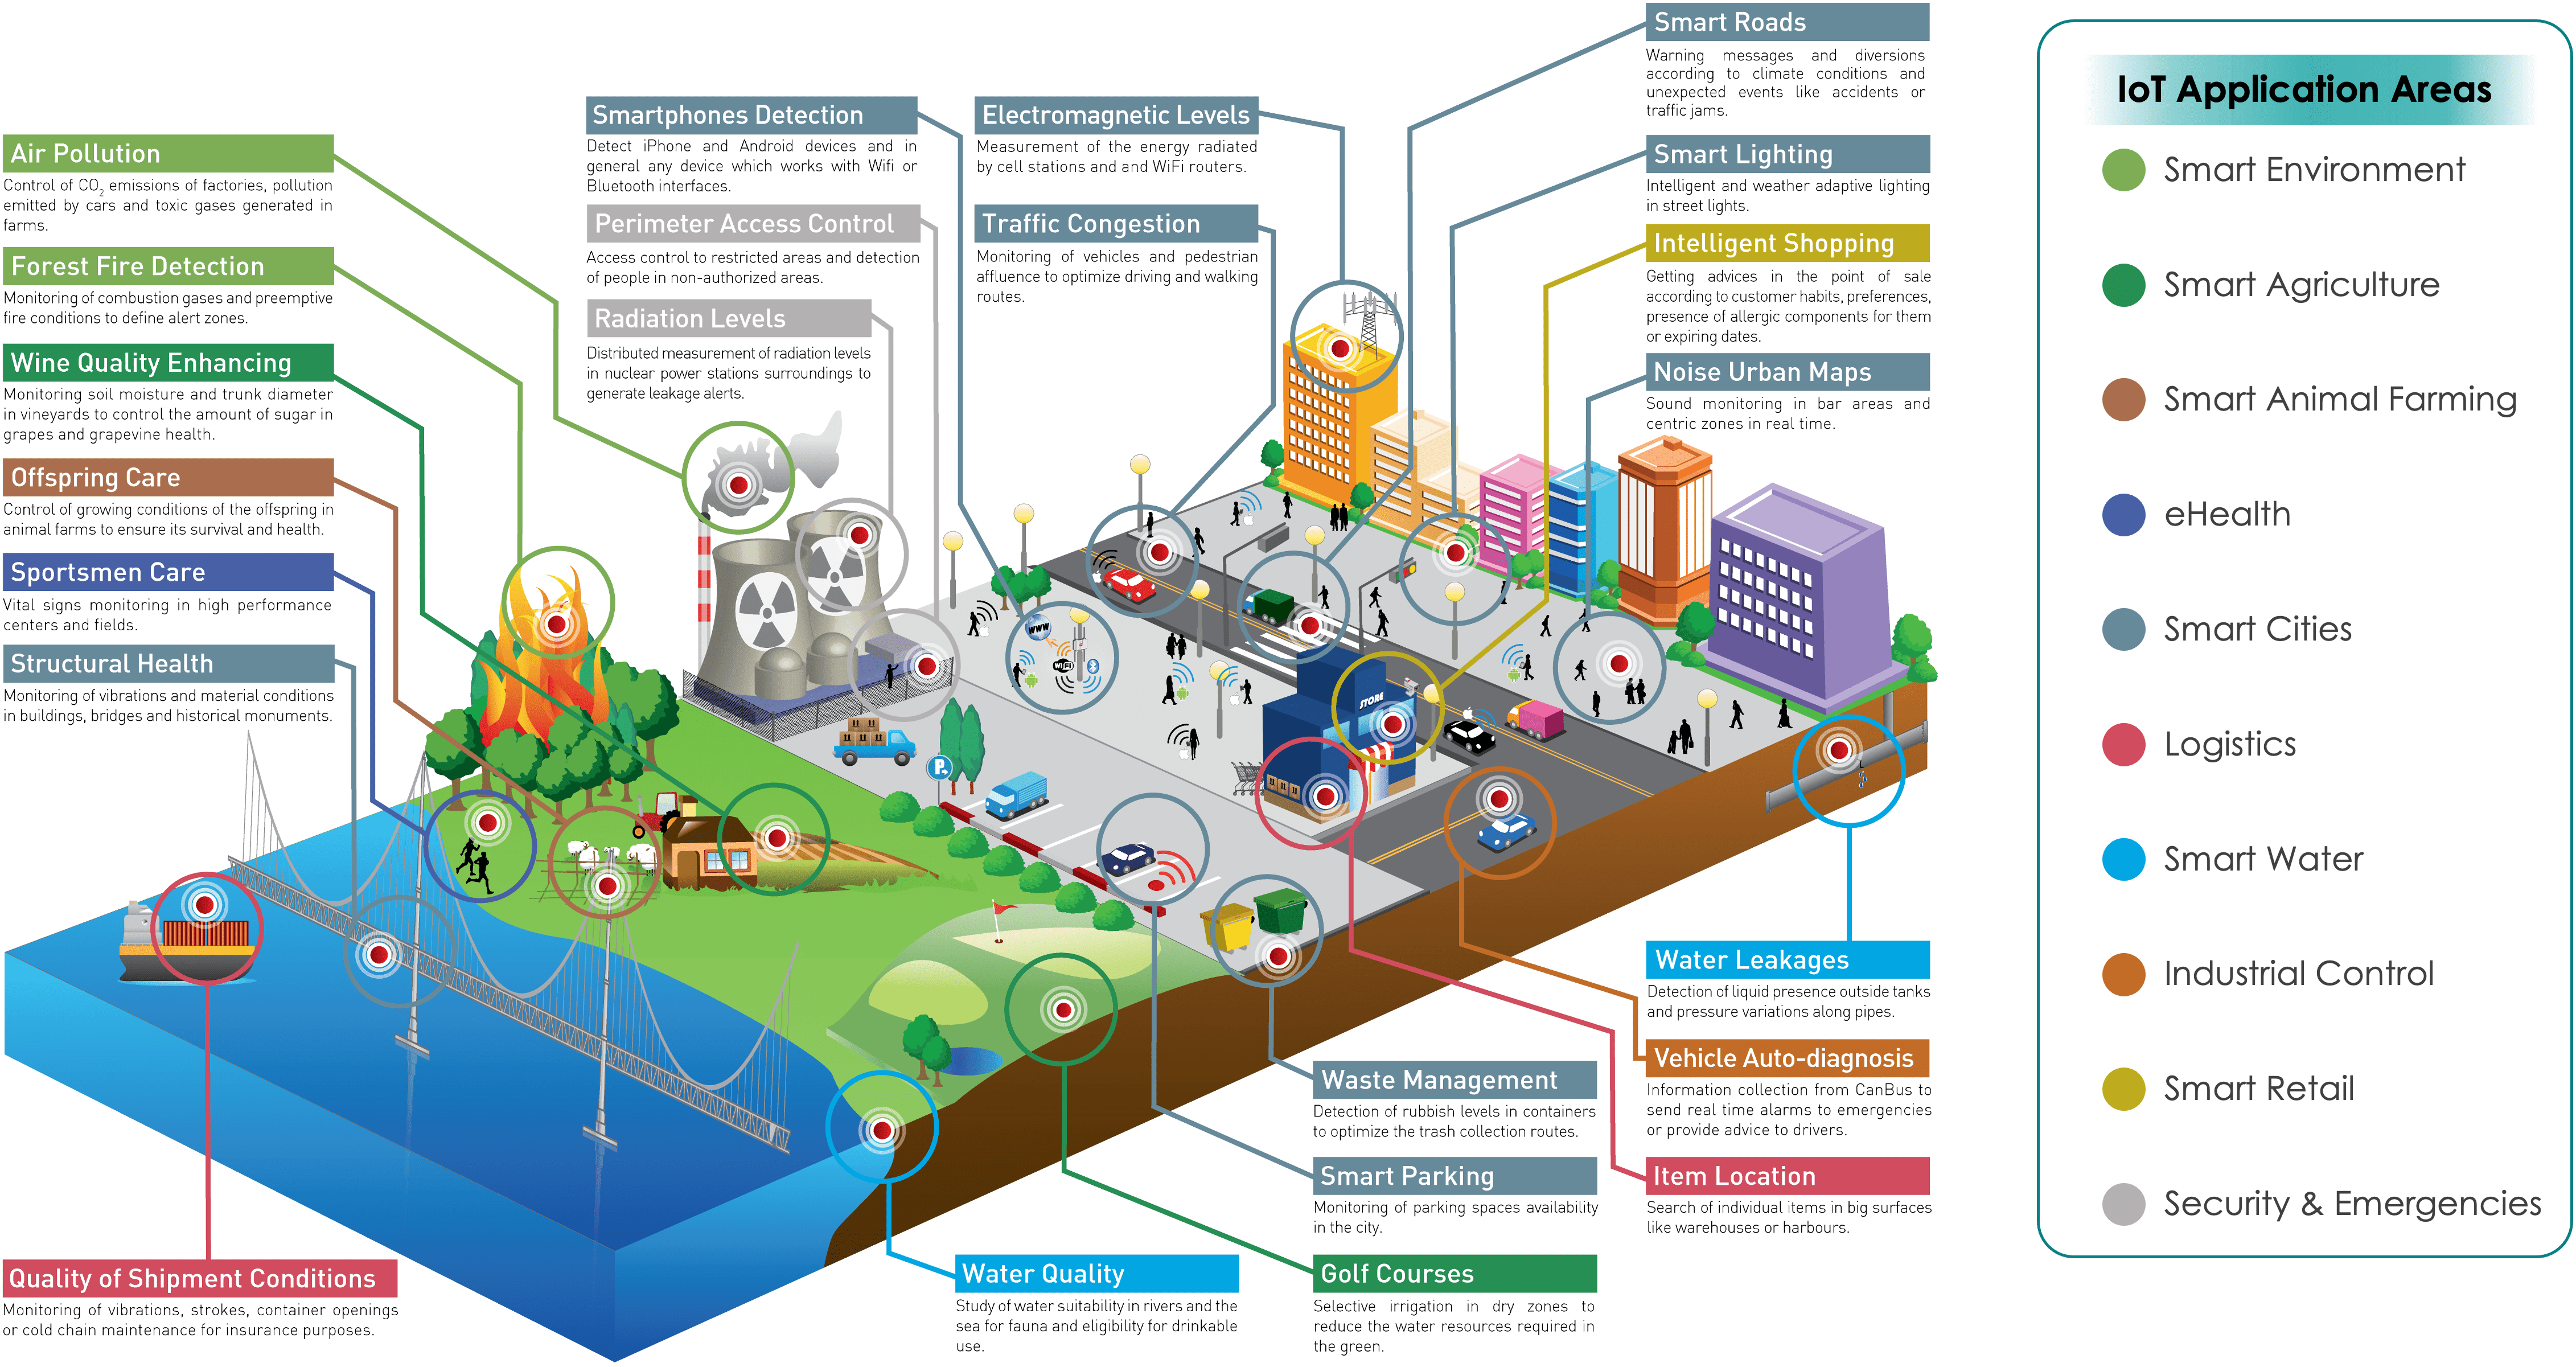 Air Pollution
Control of CO2 emissions of factories, pollution
emitted by cars and toxic gases generated in
farms.
Forest Fire Detection
Monitoring of combustion gases and preemptive
fire conditions to define alert zones.
Wine Quality Enhancing
Monitoring soil moisture and trunk diameter
in vineyards to control the amount of sugar in
grapes and grapevine health.
Offspring Care
Control of growing conditions of the offspring in
animal farms to ensure its survival and health.
Sportsmen Care
Vital signs monitoring in high performance
centers and fields.
Structural Health
Monitoring of vibrations and material conditions
in buildings, bridges and historical monuments.
Quality of Shipment Conditions
Monitoring of vibrations, strokes, container openings
or cold chain maintenance for insurance purposes.
Smartphones Detection
Detect iPhone and Android devices and in
general any device which works with Wifi or
Bluetooth interfaces.
Perimeter Access Control
Access control to restricted areas and detection
of people in non-authorized areas.
Radiation Levels
Distributed measurement of radiation levels
in nuclear power stations surroundings to
generate leakage alerts.
Electromagnetic Levels
Measurement of the energy radiated
by cell stations and and WiFi routers.
Traffic Congestion
Monitoring of vehicles and pedestrian
affluence to optimize driving and walking
routes.
Smart Roads
Warning messages and diversions
according to climate conditions and
unexpected events like accidents or
traffic jams.
Smart Lighting
Intelligent and weather adaptive lighting
in street lights.
Intelligent Shopping
Getting advices in the point of sale
according to customer habits, preferences,
presence of allergic components for them
or expiring dates.
Noise Urban Maps
Sound monitoring in bar areas and
centric zones in real time.
www
WiFi
STORE
P
Water Leakages
Detection of liquid presence outside tanks
and pressure variations along pipes.
Vehicle Auto-diagnosis
Information collection from CanBus to
send real time alarms to emergencies
or provide advice to drivers.
Item Location
Search of individual items in big surfaces
like warehouses or harbours.
Waste Management
Detection of rubbish levels in containers
to optimize the trash collection routes.
Smart Parking
Monitoring of parking spaces availability
in the city.
Golf Courses
Selective irrigation in dry zones to
reduce the water resources required in
the green.
Water Quality
Study of water suitability in rivers and the
sea for fauna and eligibility for drinkable
use.
IoT Application Areas
Smart Environment
Smart Agriculture
Smart Animal Farming
eHealth
Smart Cities
Logistics
Smart Water
Industrial Control
Smart Retail
Security & Emergencies